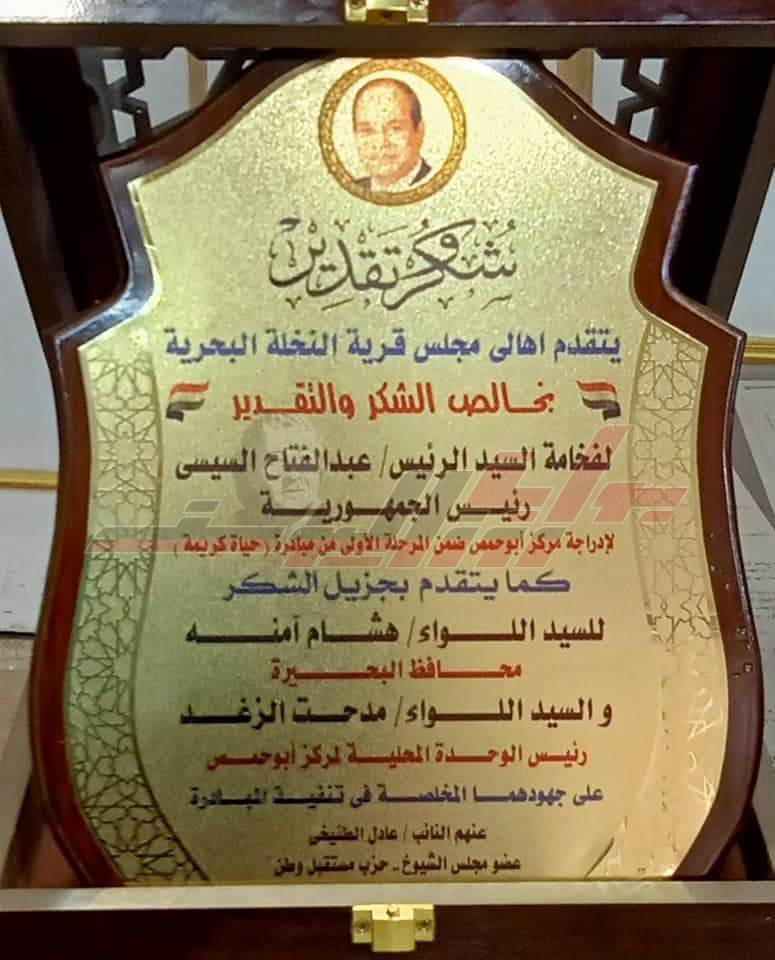 شكر وتقدير
يتقدم اهالى مجلس قرية النخلة البحرية
بخالص الشكر والتقدير
لفخامة السيد الرئيس/ عبدالفتاح السيسى
رئيس الجمهورية
لإدراجة مركز أبوحمص ضمن المرحلة الأولى من مبادرة (حياة كريمة)
كما يتقدم بجزيل الشكر
للسيد اللواء/ هشام آمنه
محافظ البحيرة
و السيد اللواء/ مدحت الزغد
رئيس الوحدة المحلية لمركز أبوحمص
على جهودهما المخلصة فى تنفيذ المبادرة
عنهم النائب/ عادل الطنيخى
عضو مجلس الشيوخ - حزب مستقبل وطن